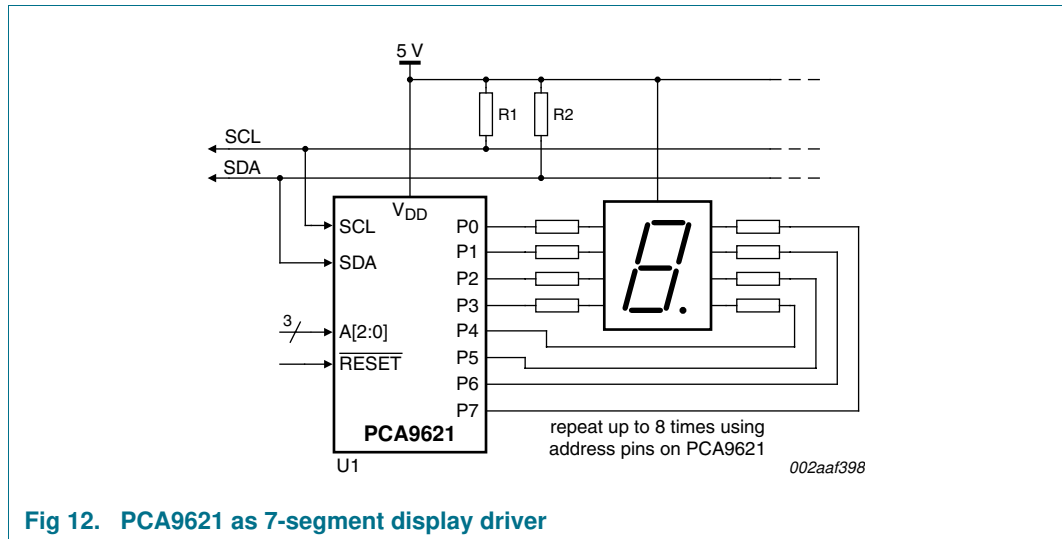 5 V
R1
R2
SCL
SDA
VDD
SCL
P0
P1
SDA
P2
P3
3
A[2:0]
P4
RESET
P5
P6
P7
PCA9621
U1
repeat up to 8 times using
address pins on PCA9621
002aaf398
Fig 12. PCA9621 as 7-segment display driver